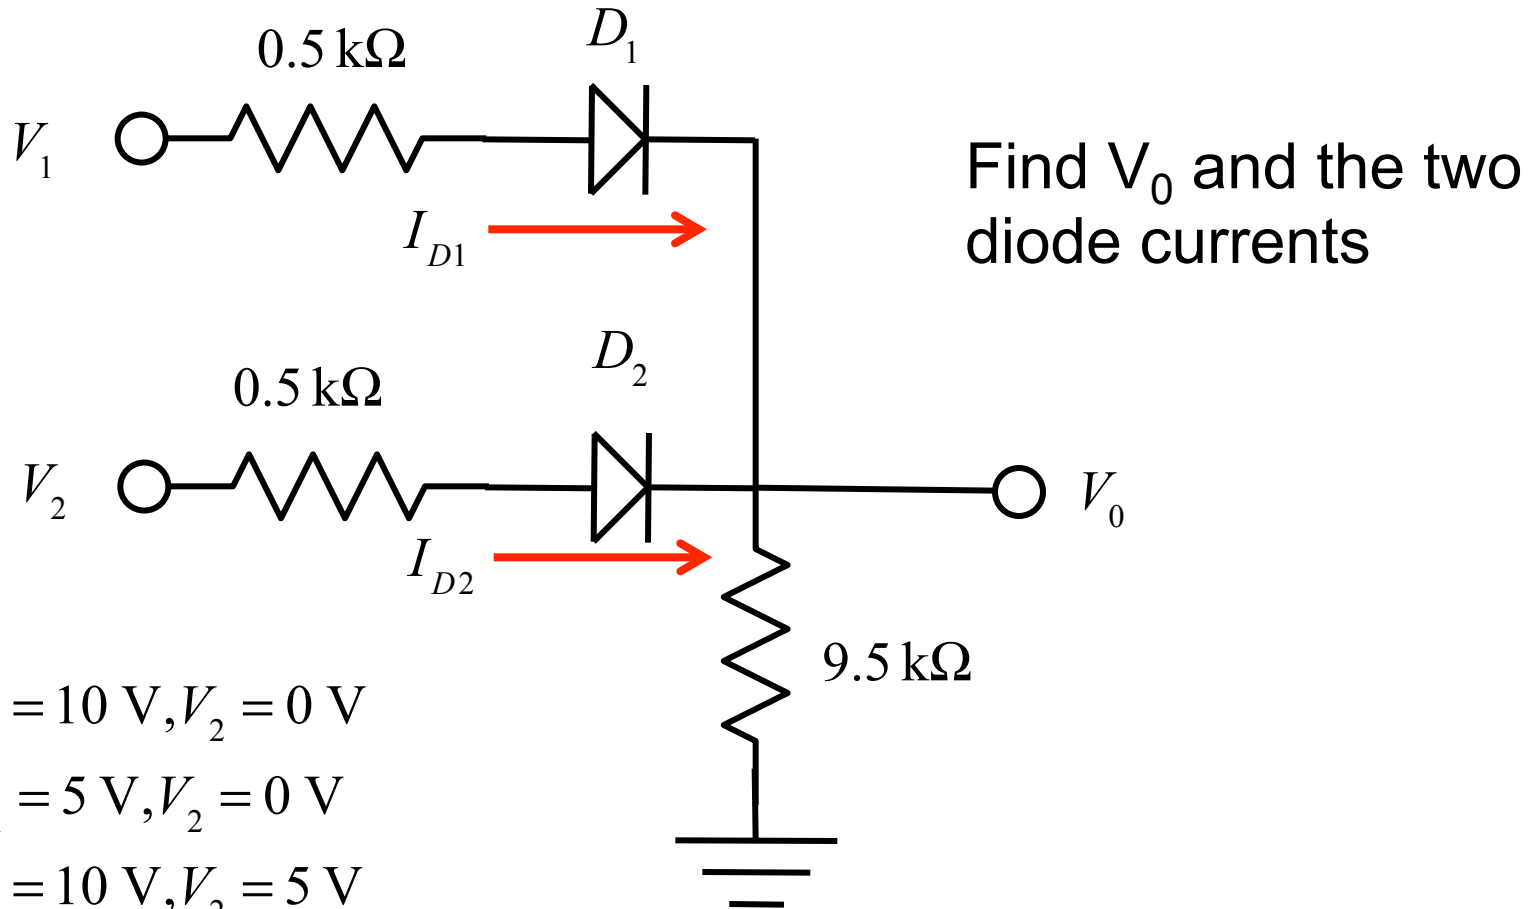 0.5 kΩ
D1
V1
Find V0 and the two
diode currents
ID1
D2
0.5 kΩ
V2
V0
ID2
9.5 kΩ
= 10 V, V2 = 0 V
= 5 V, V2 = 0 V
= 10 V, V2 = 5 V